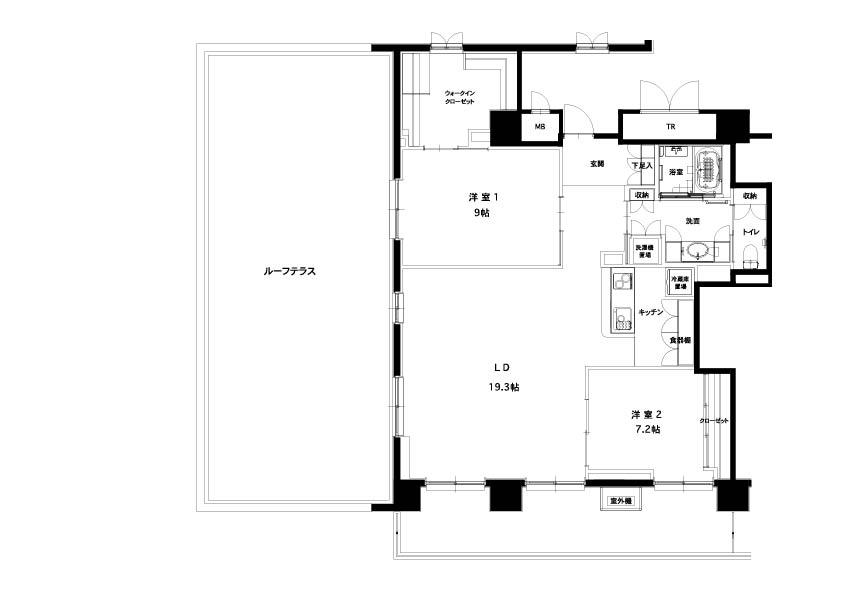 ウォークイン
クローゼット
MB
TR
玄関
下足入
浴室
洋室1
9帖
収納
収納
洗面
トイレ
洗濯機
置場
ルーフテラス
冷蔵庫
置場
キッチン
食器棚
LD
19.3帖
洋室2
7.2帖
クローゼット
室外機